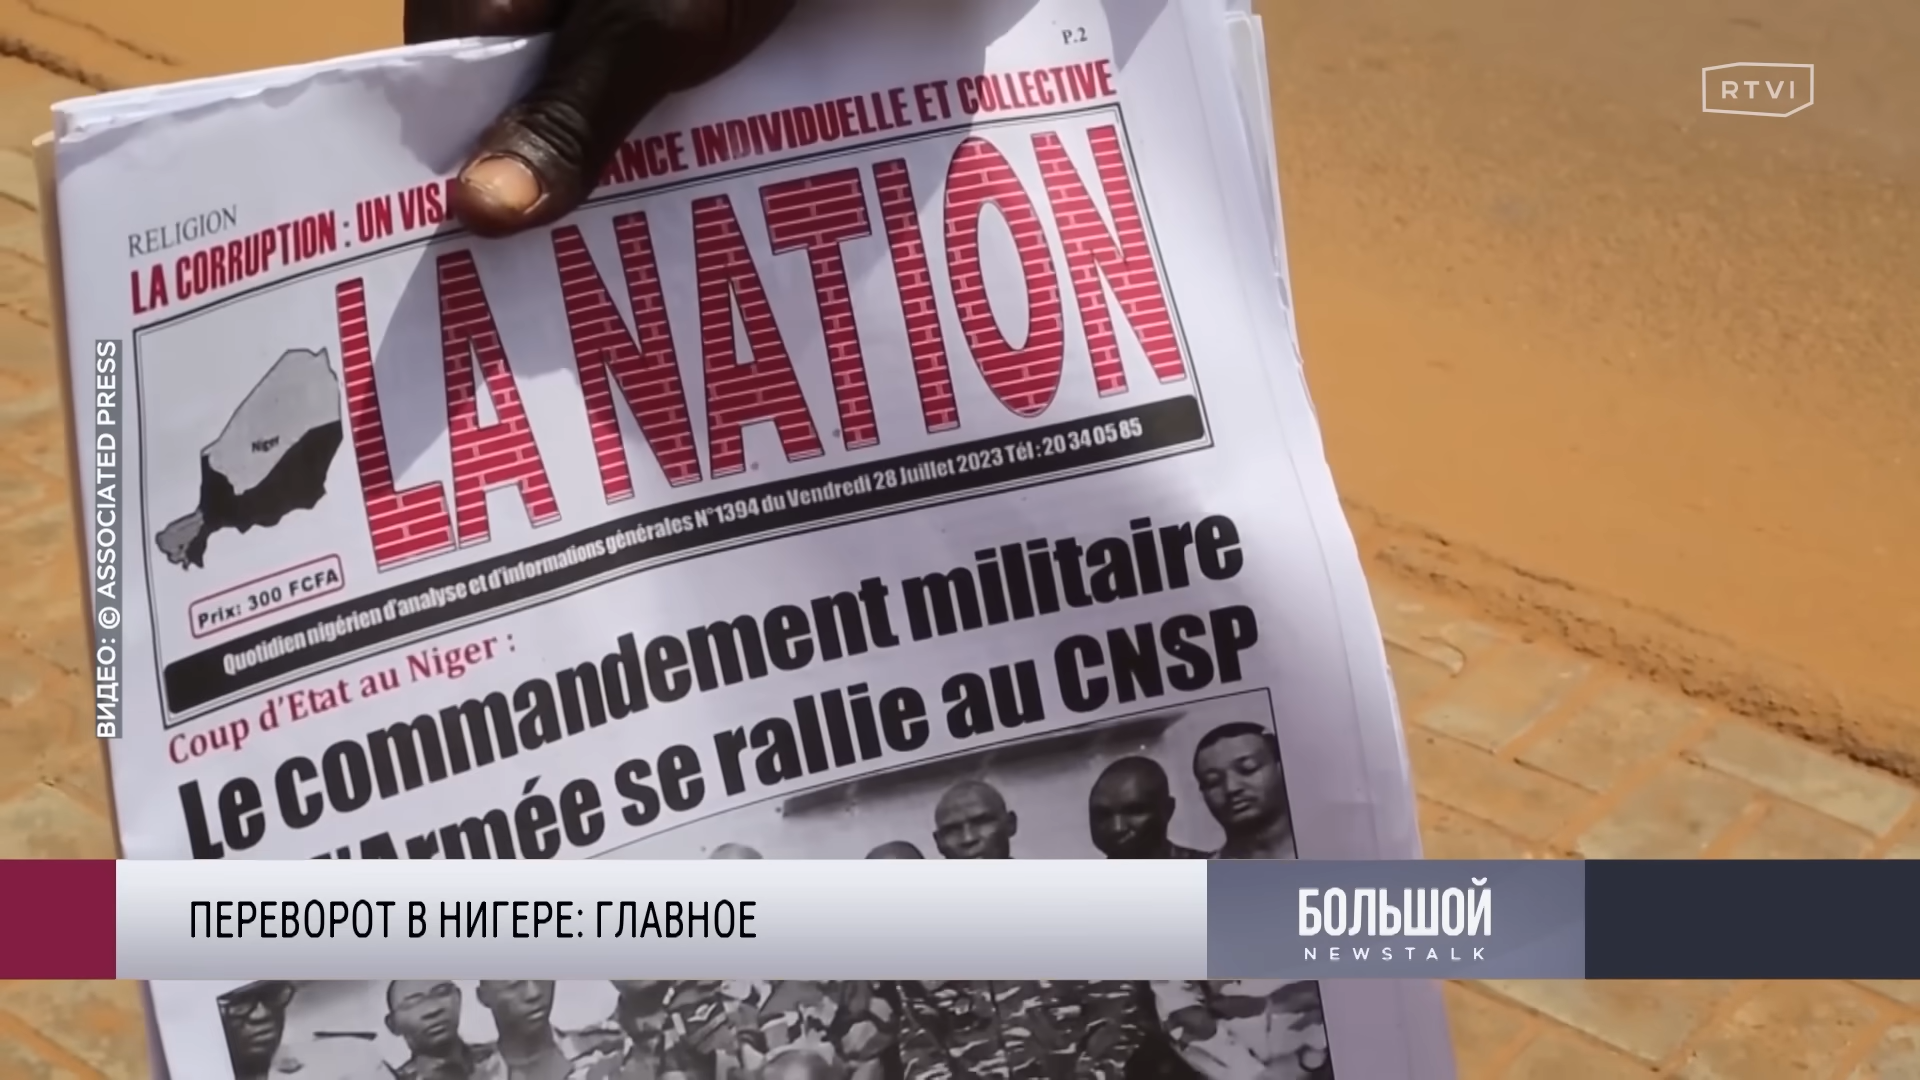 P.2
RTVI
RELIGION
LA CORRUPTION : UN VISA INDIVIDUELLE ET COLLECTIVE
LA NATION
Niger
Prix: 300 FCFA
Quotidien nigérien d'analyse et d'informations générales N°1394 du Vendredi 28 Juillet 2023 Tél : 20 34 05 85
Coup d'Etat au Niger :
Le commandement militaire
l'Armée se rallie au CNSP
ВИДЕО: © ASSOCIATED PRESS
ПЕРЕВОРОТ В НИГЕРЕ: ГЛАВНОЕ
БОЛЬШОЙ
NEWSTALK